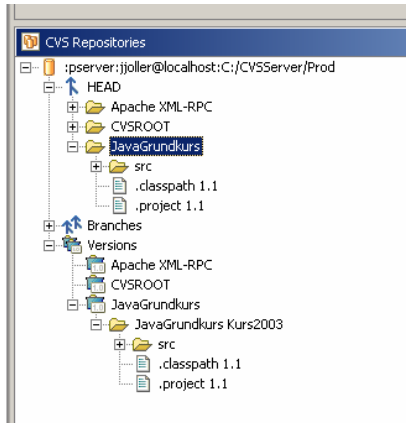 CVS Repositories
:pserver:jjoller@localhost:C:/CVSServer/Prod
HEAD
Apache XML-RPC
CVSROOT
JavaGrundkurs
src
.classpath 1.1
.project 1.1
Branches
Versions
Apache XML-RPC
CVSROOT
JavaGrundkurs
JavaGrundkurs Kurs2003
src
.classpath 1.1
.project 1.1